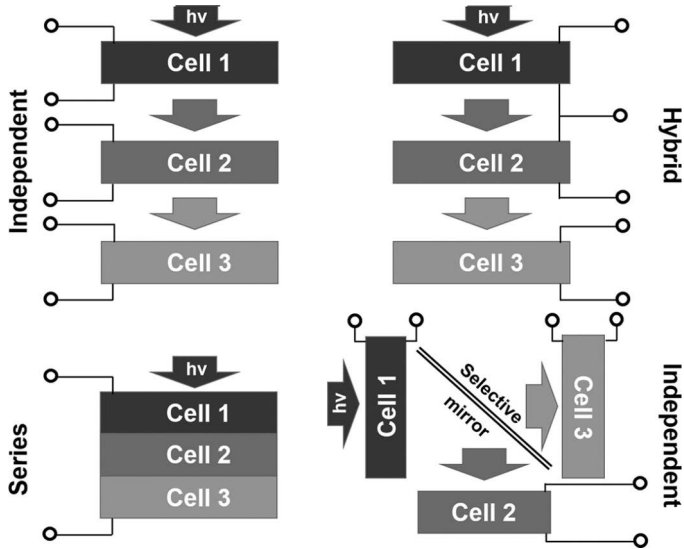 hν
Cell 1
Cell 2
Cell 3
Independent
hν
Cell 1
Cell 2
Cell 3
Hybrid
hν
Cell 1
Cell 2
Cell 3
Series
hν
Cell 1
Selective
mirror
Cell 3
Cell 2
Independent